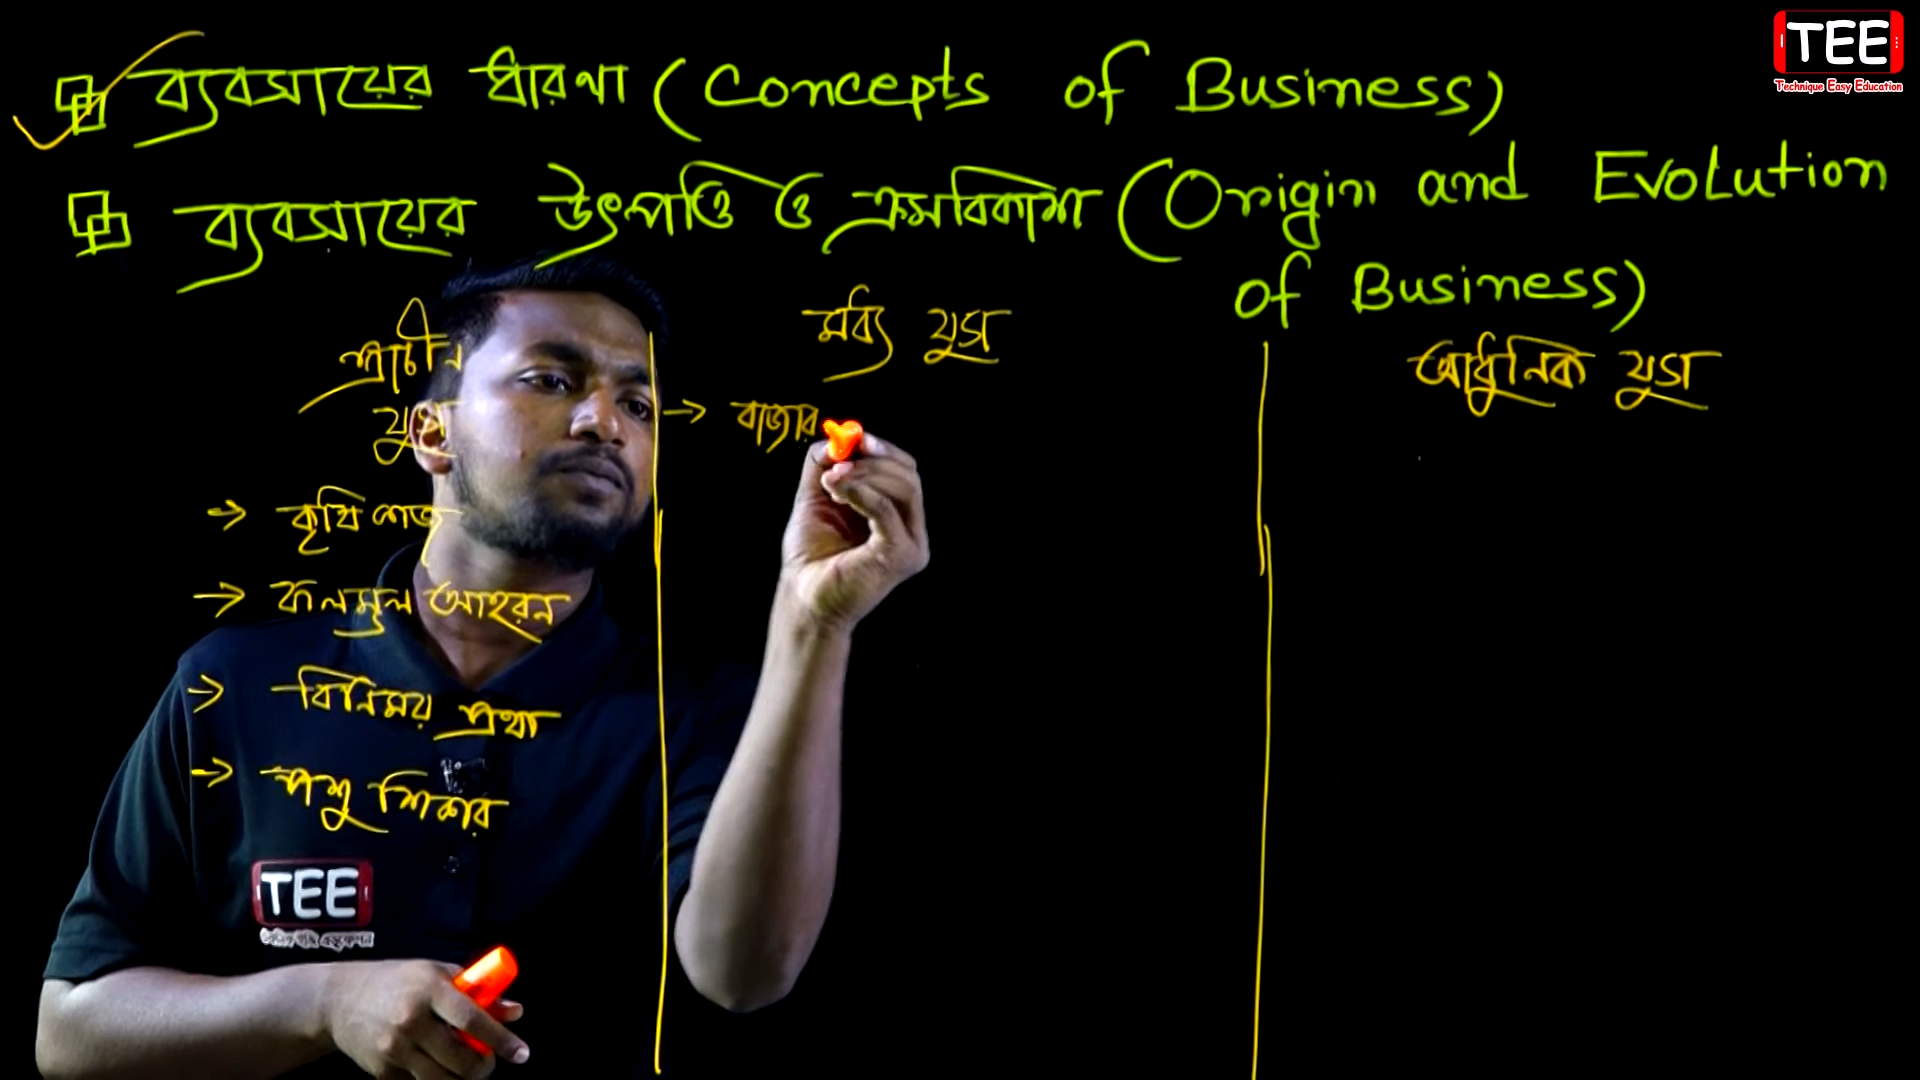 ব্যবসায়ের ধারণা (Concepts of Business)
ব্যবসায়ের উৎপত্তি ও ক্রমবিকাশ (Origin and Evolution
of Business)
প্রাচীন
যুগ
→ কৃষি কাজ
→ ফলমুল আহরন
→ বিনিময় প্রথা
→ পশু শিকার
মধ্য যুগ
→ বাজার
আধুনিক যুগ
TEE
Technique Easy Education
TEE